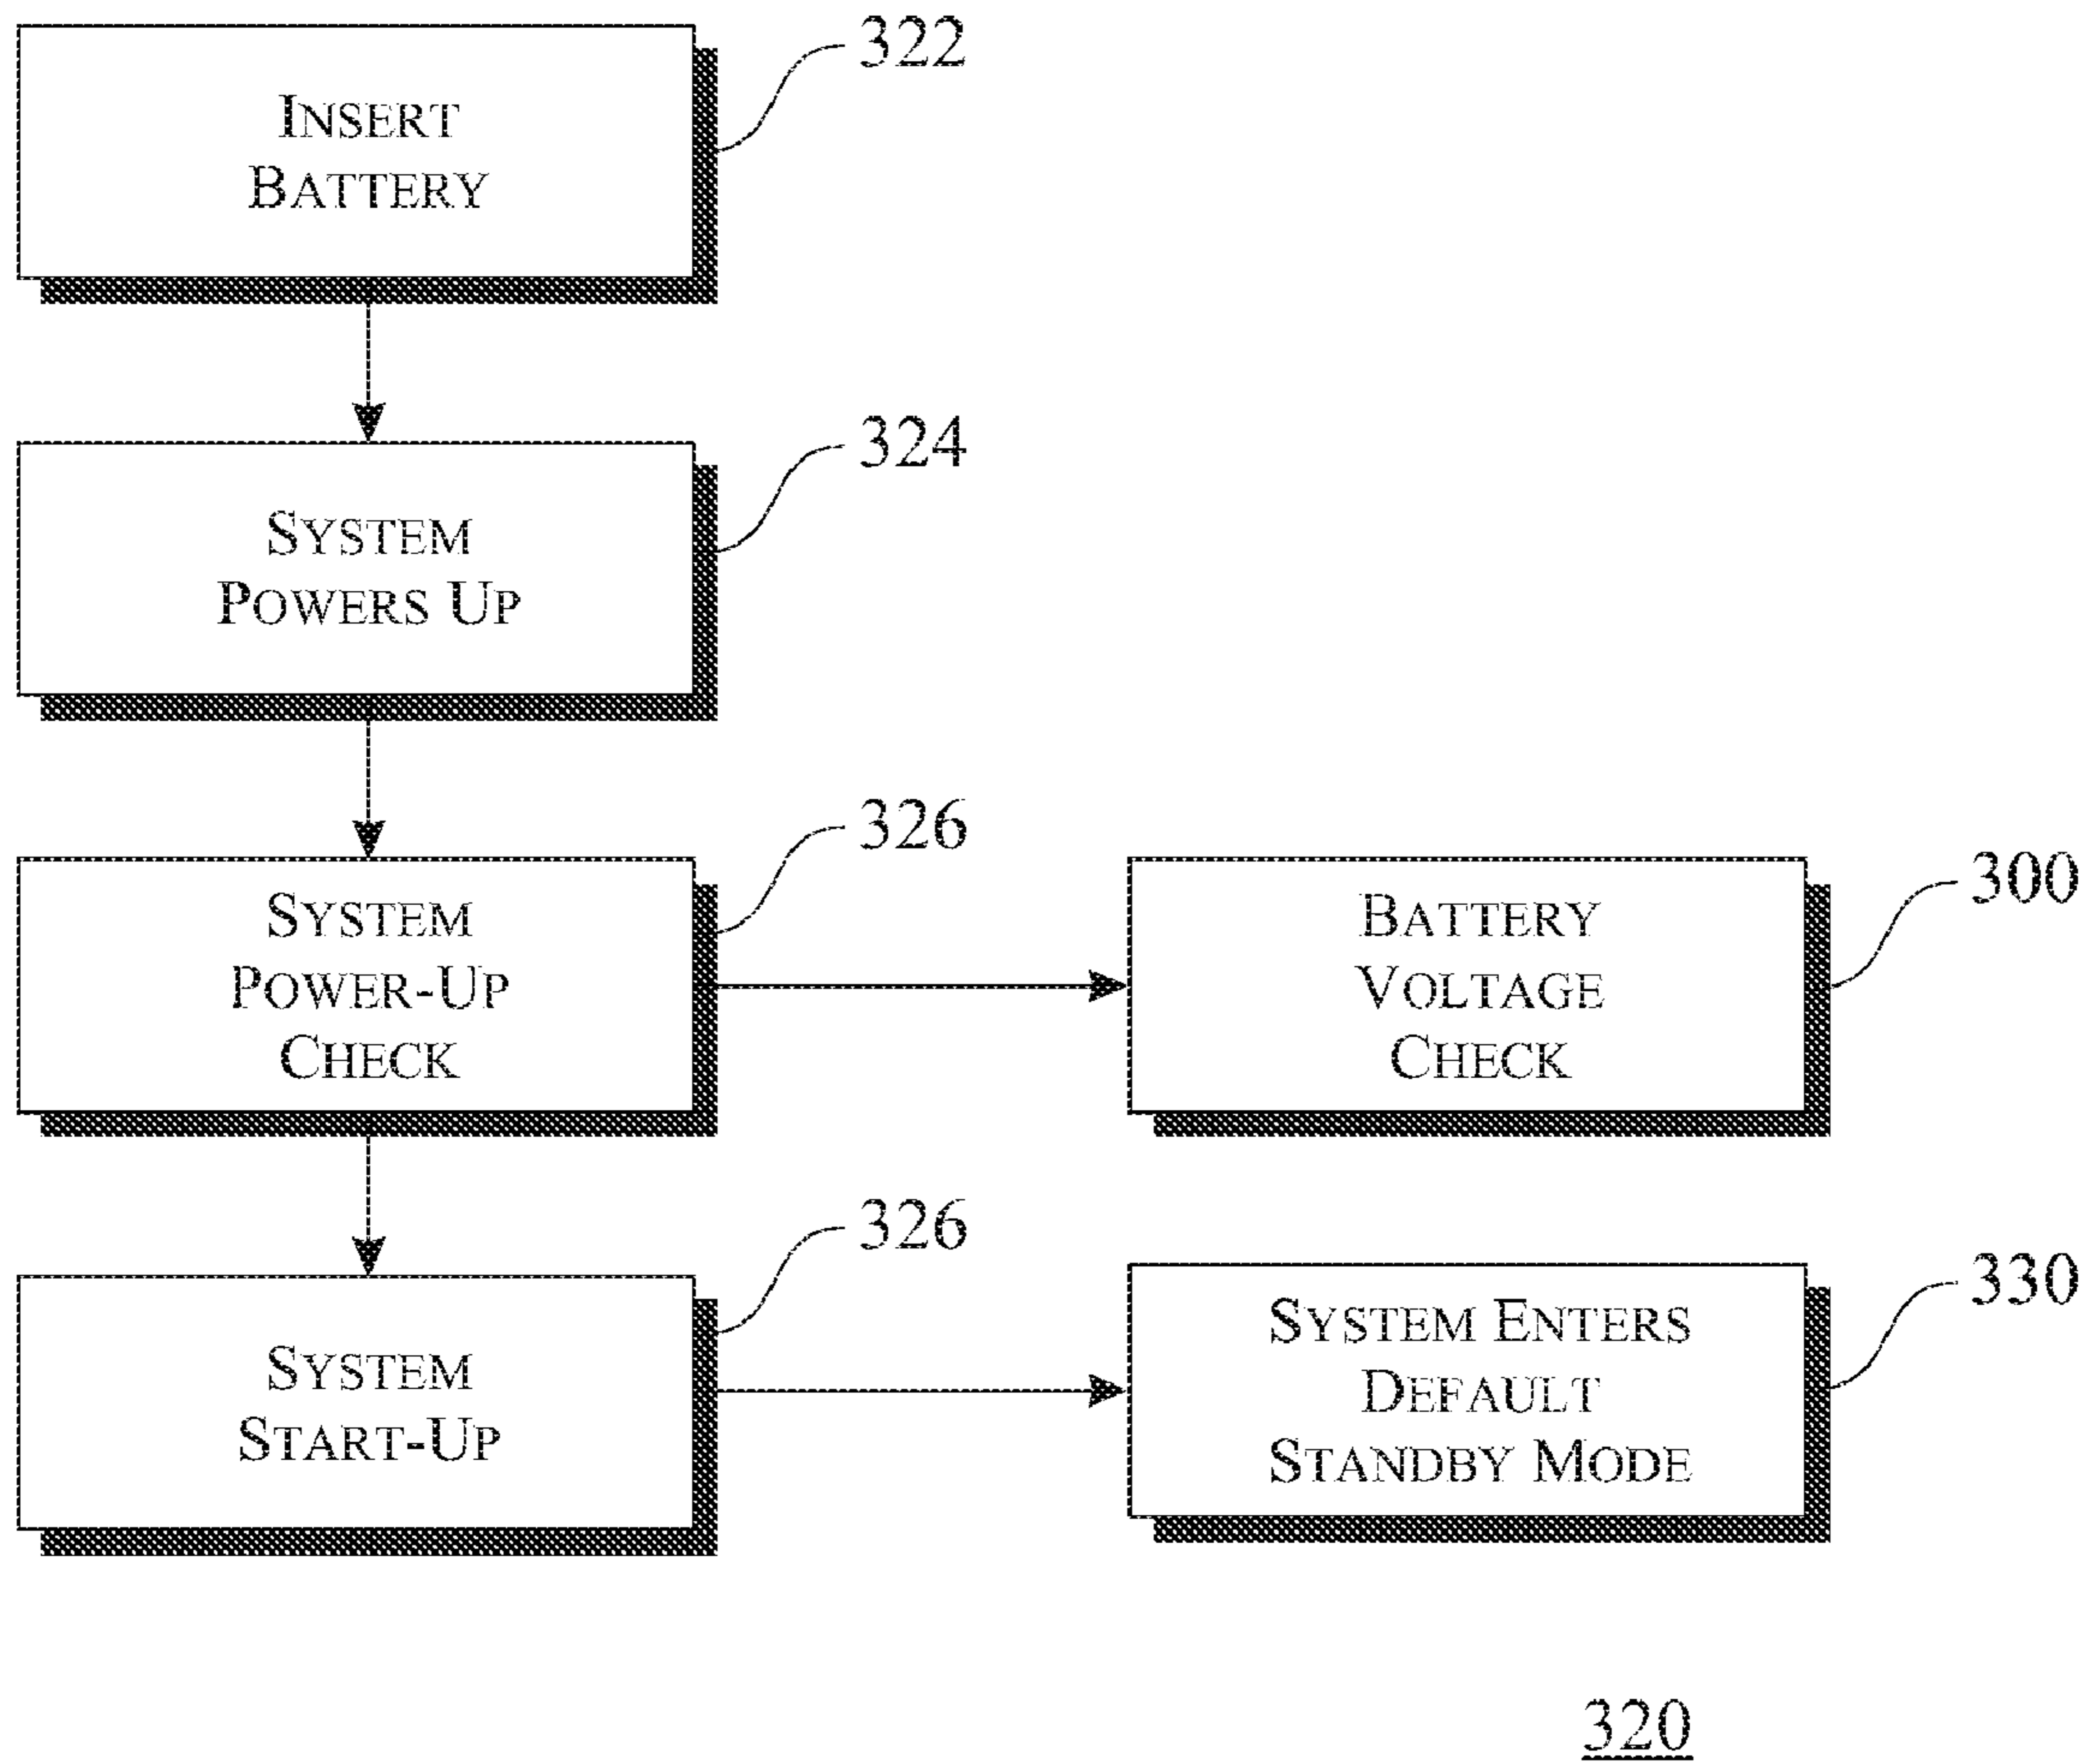 INSERT
BATTERY
322
SYSTEM
POWERS UP
324
SYSTEM
POWER-UP
CHECK
326
BATTERY
VOLTAGE
CHECK
300
SYSTEM
START-UP
326
SYSTEM ENTERS
DEFAULT
STANDBY MODE
330
320